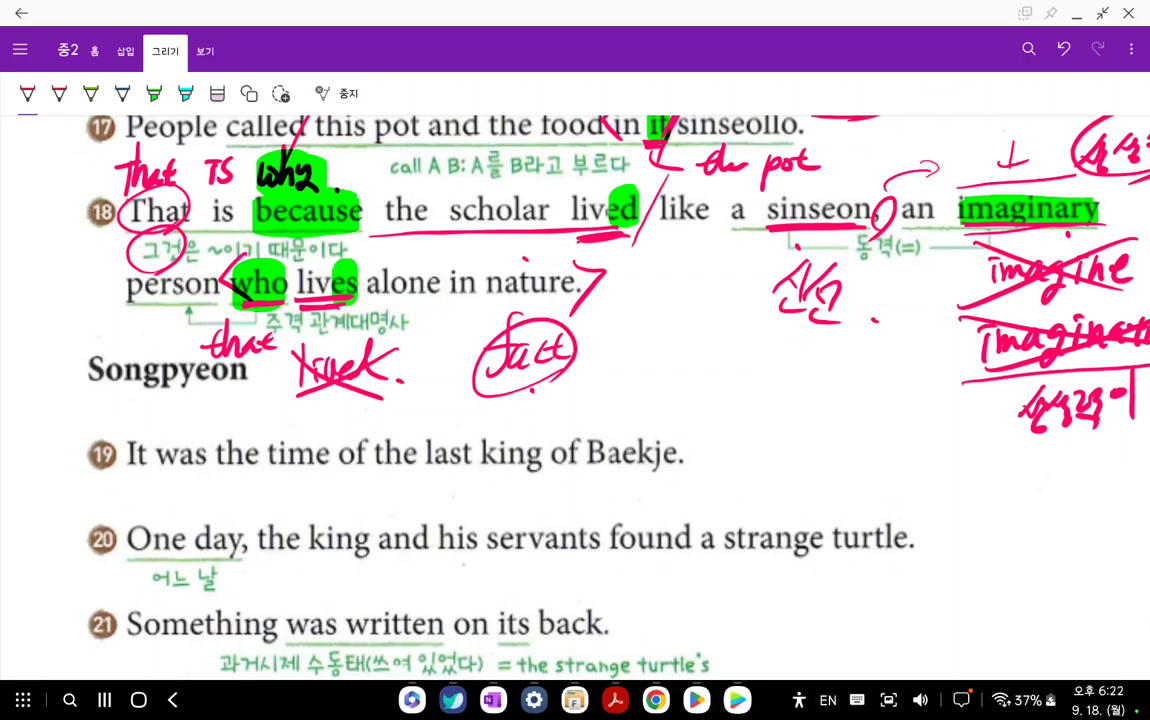 중2 홈 삽입 그리기 보기
중지
17 People called this pot and the food in it sinseollo.
That IS why. call A B: A를 B라고 부르다 the pot
18 That is because the scholar lived like a sinseon, an imaginary
그것은 ~이기 때문이다 동격(=) imagine
person who lives alone in nature. 신선.
주격 관계대명사
that lived. fact
Songpyeon
19 It was the time of the last king of Baekje.
20 One day, the king and his servants found a strange turtle.
어느 날
21 Something was written on its back.
과거시제 수동태(쓰여 있었다) = the strange turtle's
EN 37% 오후 6:22
9. 18. (월)